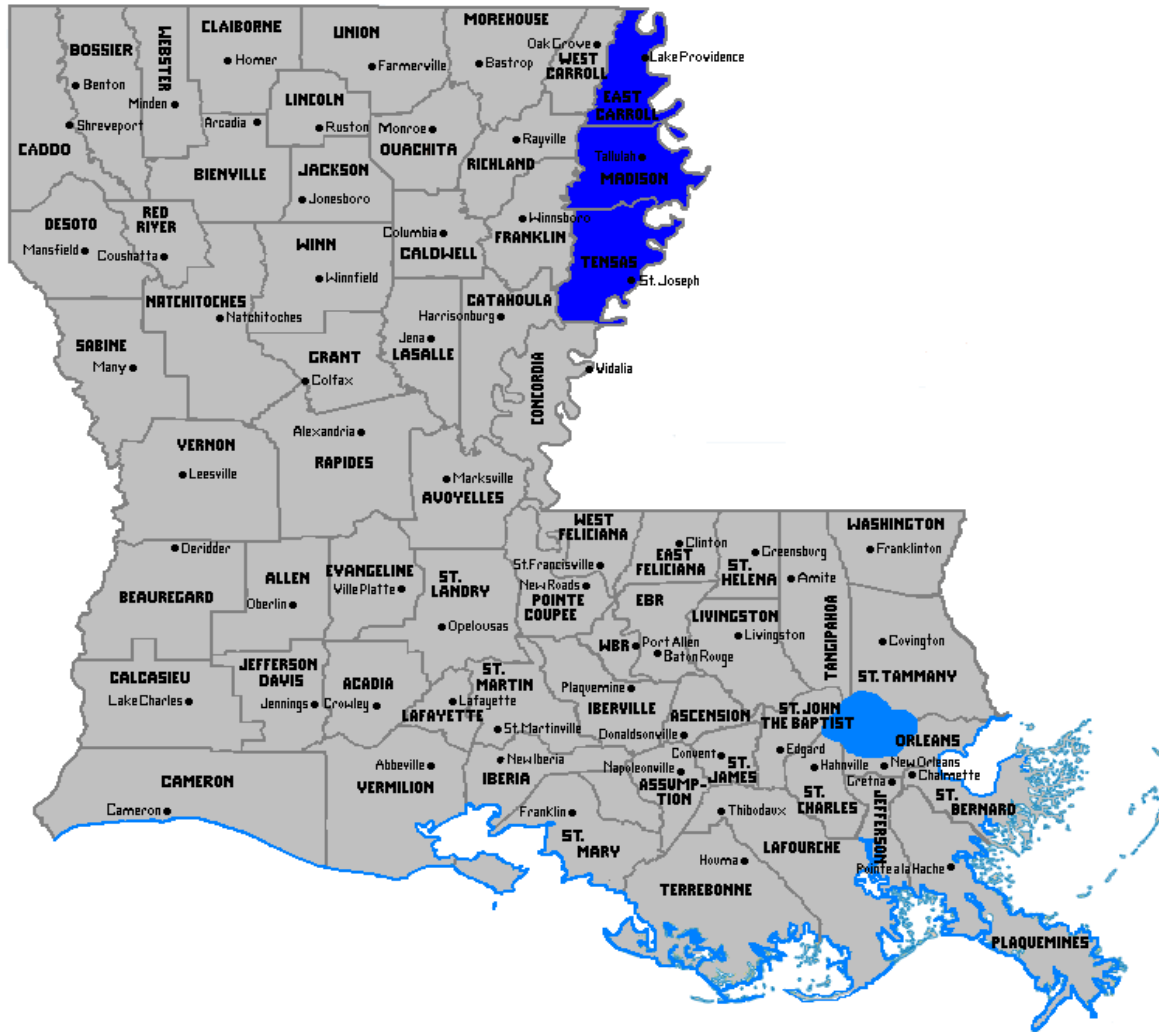 MOREHOUSE
CLAIBORNE
UNION
BOSSIER
WEBSTER
Oak Grove
WEST
CARROLL
Lake Providence
Homer
Farmerville
Bastrop
Benton
EAST
CARROLL
Minden
LINCOLN
Shreveport
Arcadia
Ruston
Monroe
OUACHITA
Rayville
CADDO
RICHLAND
Tallulah
MADISON
BIENVILLE
JACKSON
Jonesboro
RED
RIVER
DESOTO
Winnsboro
FRANKLIN
Columbia
CALDWELL
WINN
Mansfield
Coushatta
TENSAS
Winnfield
St. Joseph
NATCHITOCHES
Natchitoches
CATAHOULA
Harrisonburg
SABINE
Many
GRANT
Colfax
Jena
LASALLE
CONCORDIA
Vidalia
VERNON
Leesville
Alexandria
RAPIDES
Marksville
AVOYELLES
WEST
FELICIANA
WASHINGTON
Franklinton
Deridder
Clinton
EAST
FELICIANA
Greensburg
ST.
HELENA
St. Francisville
ALLEN
EVANGELINE
Ville Platte
ST.
LANDRY
New Roads
POINTE
COUPEE
Amite
BEAUREGARD
Oberlin
EBR
LIVINGSTON
Livingston
TANGIPAHOA
Opelousas
WBR
Port Allen
Baton Rouge
Covington
ST. TAMMANY
CALCASIEU
Lake Charles
JEFFERSON
DAVIS
Jennings
ACADIA
Crowley
ST.
MARTIN
Lafayette
LAFAYETTE
St. Martinville
Plaquemine
IBERVILLE
ASCENSION
Donaldsonville
ST. JOHN
THE BAPTIST
ORLEANS
Edgard
Convent
ST.
JAMES
Hahnville
New Orleans
Chalmette
Gretna
CAMERON
Cameron
Abbeville
VERMILION
New Iberia
IBERIA
Napoleonville
ASSUMP-
TION
ST.
CHARLES
JEFFERSON
ST.
BERNARD
Franklin
ST.
MARY
Thibodaux
LAFOURCHE
Houma
TERREBONNE
Pointe a la Hache
PLAQUEMINES